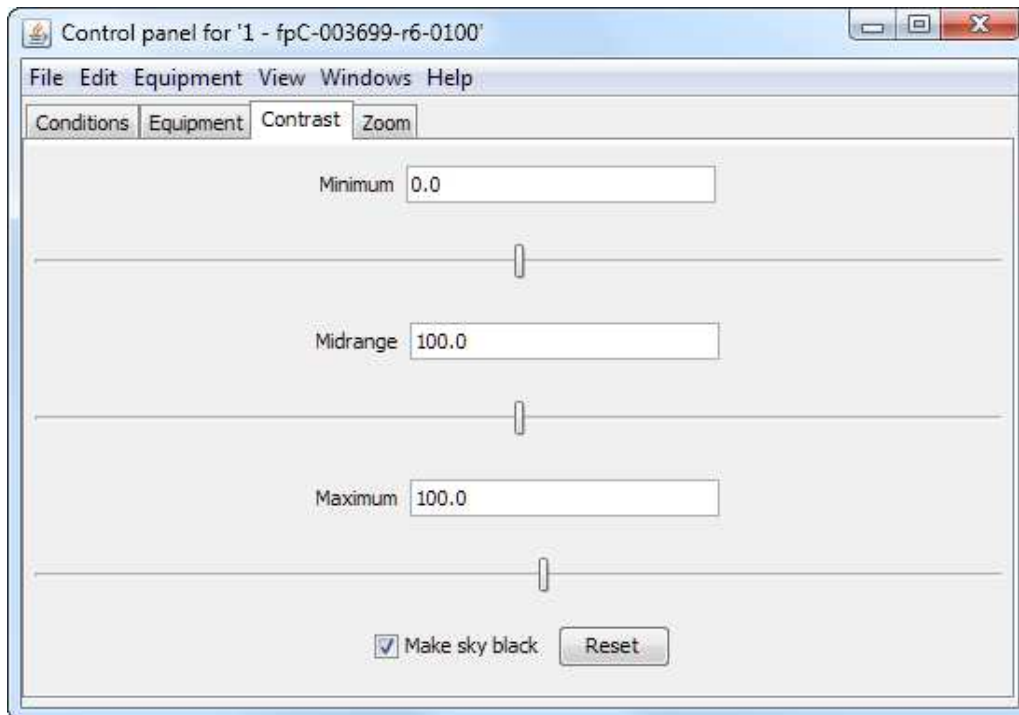 Control panel for '1 - fpC-003699-r6-0100'
File Edit Equipment View Windows Help
Conditions Equipment Contrast Zoom
Minimum 0.0
Midrange 100.0
Maximum 100.0
Make sky black Reset